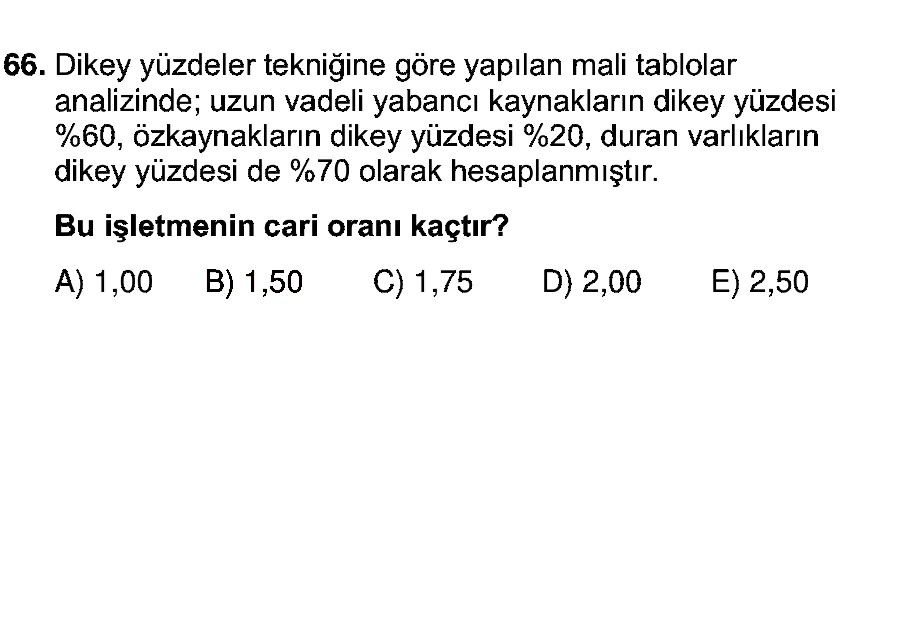 66. Dikey yüzdeler tekniğine göre yapılan mali tablolar
analizinde; uzun vadeli yabancı kaynakların dikey yüzdesi
%60, özkaynakların dikey yüzdesi %20, duran varlıkların
dikey yüzdesi de %70 olarak hesaplanmıştır.
Bu işletmenin cari oranı kaçtır?
A) 1,00 B) 1,50 C) 1,75 D) 2,00 E) 2,50